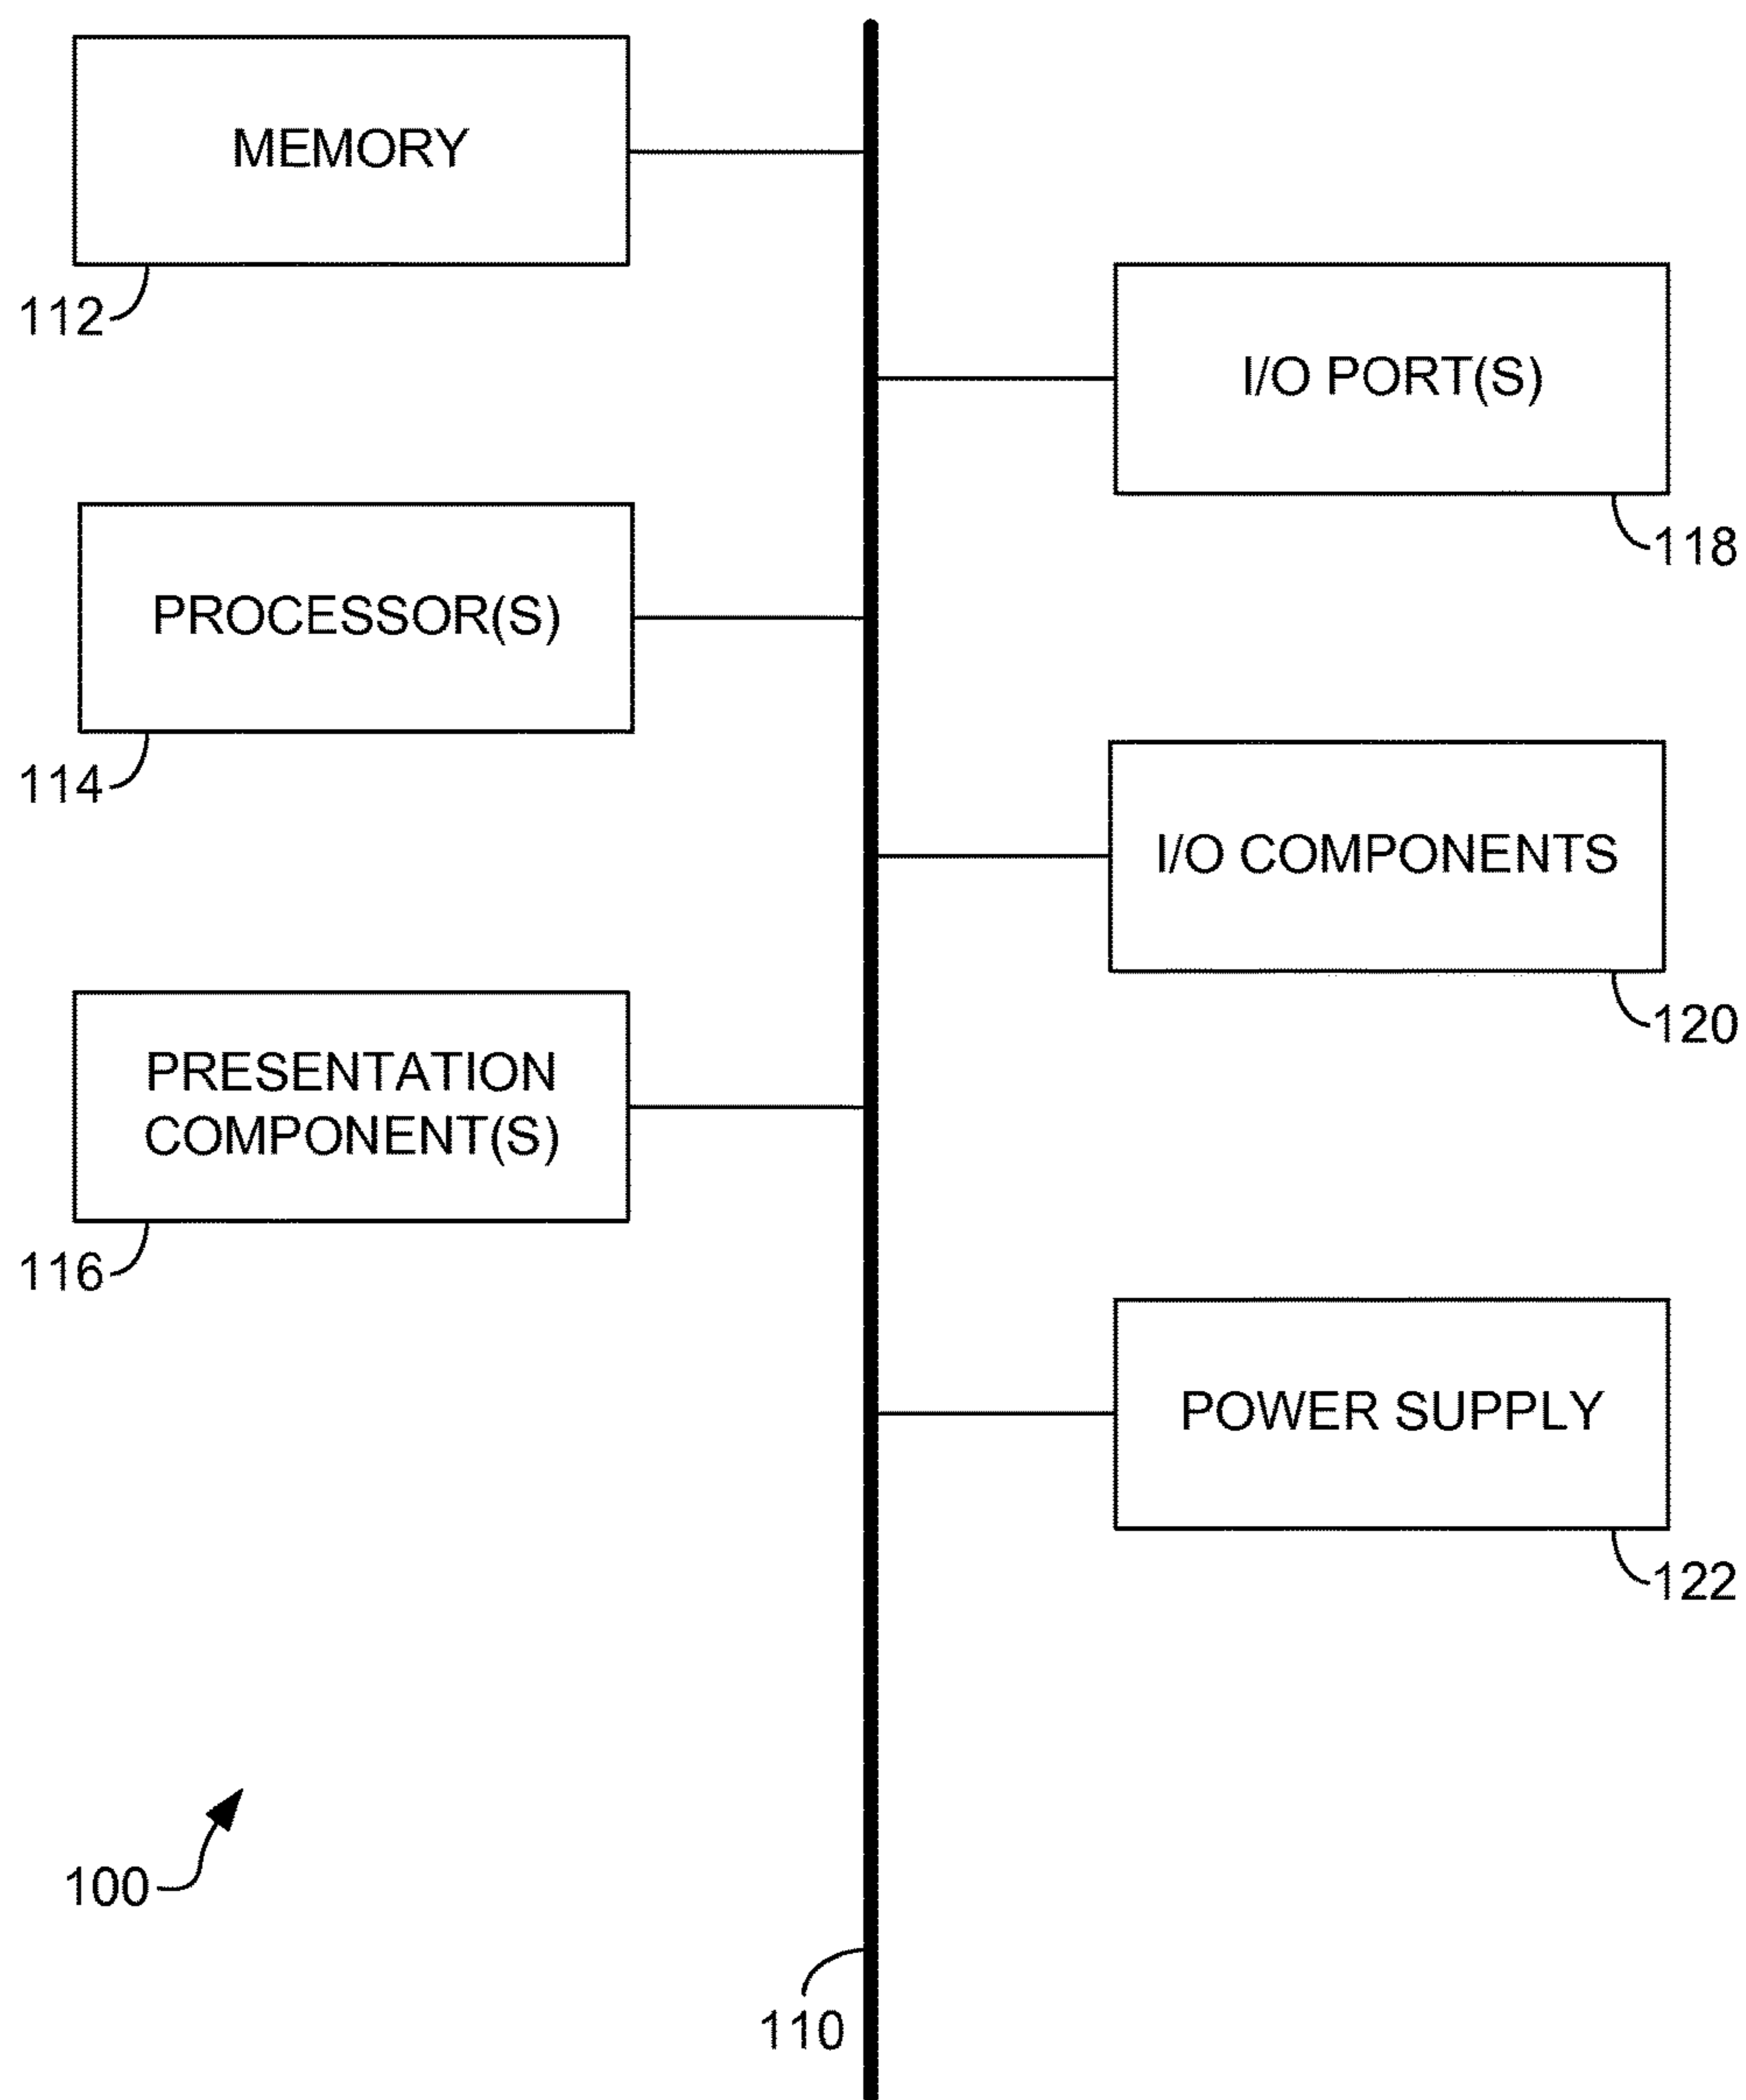 MEMORY
112
I/O PORT(S)
118
PROCESSOR(S)
114
I/O COMPONENTS
120
PRESENTATION
COMPONENT(S)
116
POWER SUPPLY
122
100
110